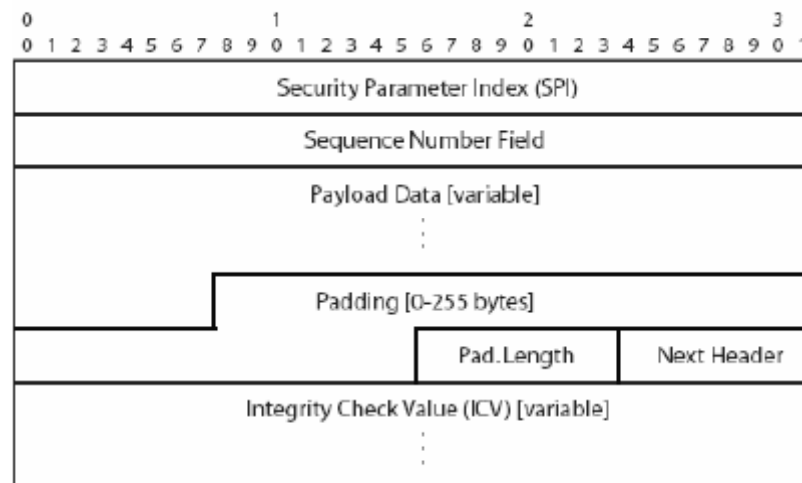 0 1 2 3
0 1 2 3 4 5 6 7 8 9 0 1 2 3 4 5 6 7 8 9 0 1 2 3 4 5 6 7 8 9 0 1
Security Parameter Index (SPI)
Sequence Number Field
Payload Data [variable]
Padding [0-255 bytes]
Pad.Length Next Header
Integrity Check Value (ICV) [variable]